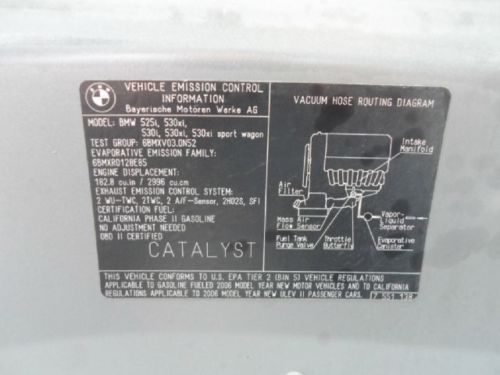 BMW
VEHICLE EMISSION CONTROL
INFORMATION
Bayerische Motoren Werke AG
MODEL: BMW 525i, 530xi,
530i, 530xi, 530xi sport wagon
TEST GROUP: 6BMXV03.0N52
EVAPORATIVE EMISSION FAMILY:
6BMXR0128E85
ENGINE DISPLACEMENT:
182.8 cu.in / 2996 cu.cm
EXHAUST EMISSION CONTROL SYSTEM:
2 WU-TWC, 2TWC, 2 A/F-Sensor, 2HO2S, SFI
CERTIFICATION FUEL:
CALIFORNIA PHASE II GASOLINE
NO ADJUSTMENT NEEDED
OBD II CERTIFIED
CATALYST
VACUUM HOSE ROUTING DIAGRAM
Intake
Manifold
Air
Filter
Mass Air
Flow Sensor
Vapor-
Liquid
Separator
Fuel Tank
Purge Valve
Throttle
Butterfly
Evaporative
Canister
THIS VEHICLE CONFORMS TO U.S. EPA TIER 2 (BIN 5) VEHICLE REGULATIONS
APPLICABLE TO GASOLINE FUELED 2006 MODEL YEAR NEW MOTOR VEHICLES AND TO CALIFORNIA
REGULATIONS APPLICABLE TO 2006 MODEL YEAR NEW ULEV II PASSENGER CARS. 7 551